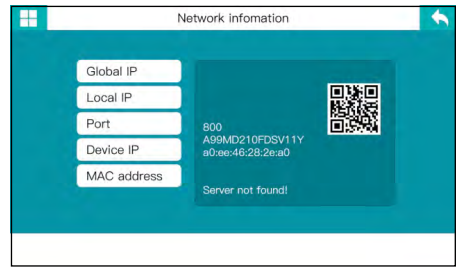 Network infomation
Global IP
Local IP
Port
Device IP
MAC address
800
A99MD210FDSV11Y
a0:ee:46:28:2e:a0
Server not found!